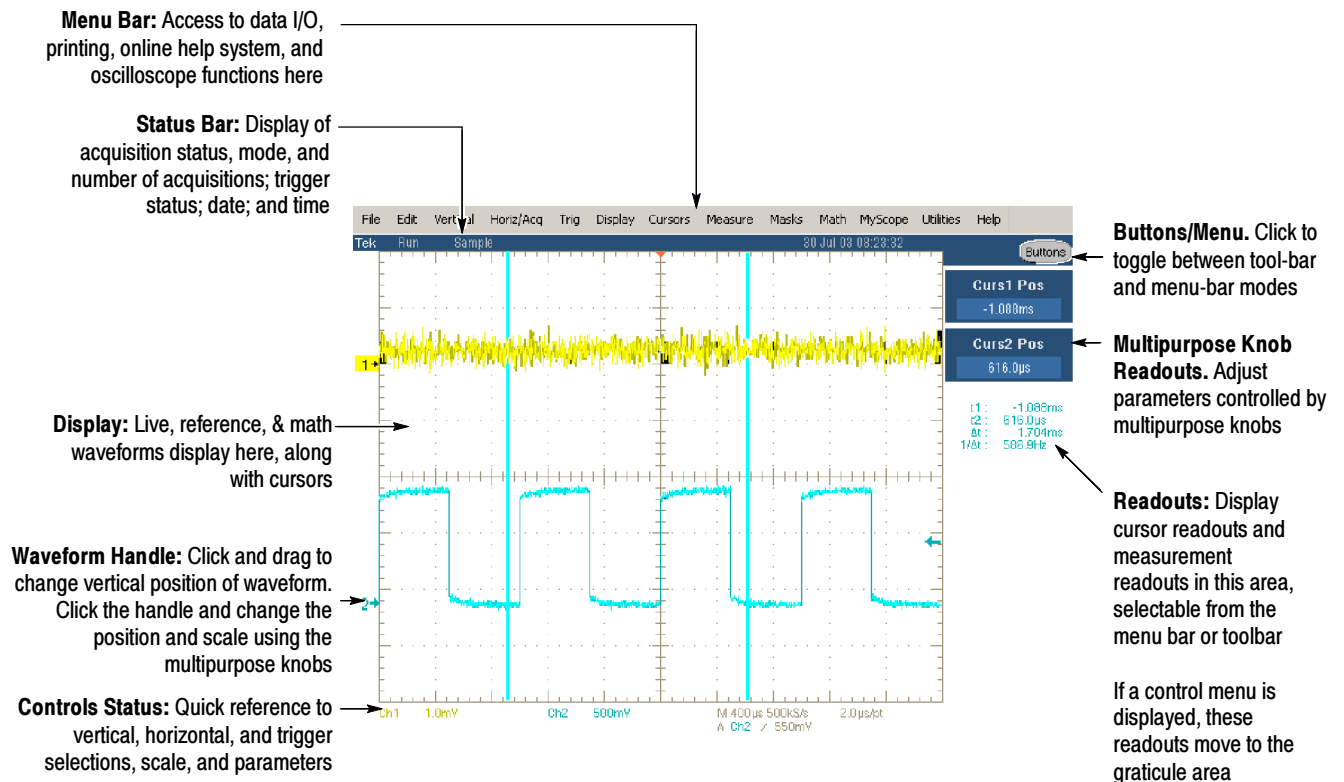 Menu Bar: Access to data I/O,
printing, online help system, and
oscilloscope functions here
Status Bar: Display of
acquisition status, mode, and
number of acquisitions; trigger
status; date; and time
File Edit Vertical Horiz/Acq Trig Display Cursors Measure Masks Math MyScope Utilities Help
Tek Run Sample 30 Jul 03 08:23:32
Buttons
Curs1 Pos
-1.088ms
Curs2 Pos
616.0µs
t1: -1.088ms
t2: 616.0µs
Δt: 1.704ms
1/Δt: 586.9Hz
1
2
Ch1 1.0mV Ch2 500mV M 400µs 500kS/s 2.0µs/pt
A Ch2 550mV
Display: Live, reference, & math
waveforms display here, along
with cursors
Waveform Handle: Click and drag to
change vertical position of waveform.
Click the handle and change the
position and scale using the
multipurpose knobs
Controls Status: Quick reference to
vertical, horizontal, and trigger
selections, scale, and parameters
Buttons/Menu. Click to
toggle between tool-bar
and menu-bar modes
Multipurpose Knob
Readouts. Adjust
parameters controlled by
multipurpose knobs
Readouts: Display
cursor readouts and
measurement
readouts in this area,
selectable from the
menu bar or toolbar
If a control menu is
displayed, these
readouts move to the
graticule area